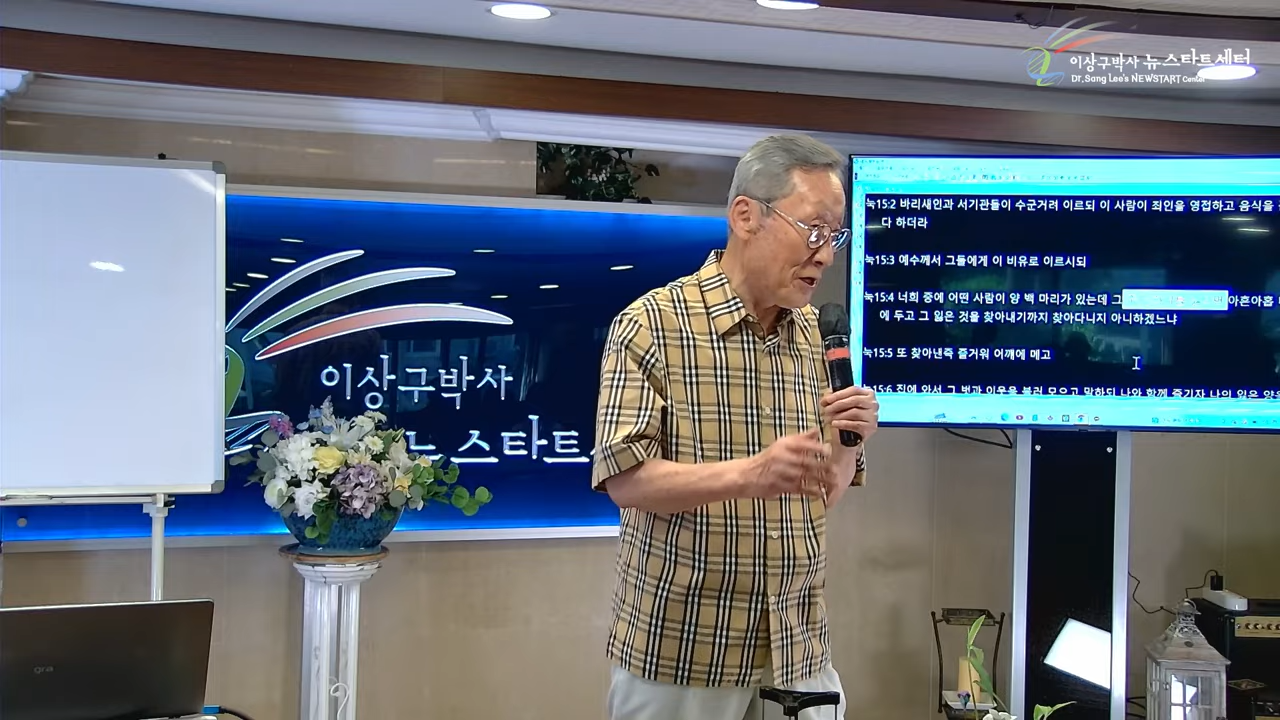 이상구박사 뉴스타트센터
Dr. Sang Lee's NEWSTART Center
눅15:2 바리새인과 서기관들이 수군거려 이르되 이 사람이 죄인을 영접하고 음식을
다 하더라
눅15:3 예수께서 그들에게 이 비유로 이르시되
눅15:4 너희 중에 어떤 사람이 양 백 마리가 있는데 그 아흔아홉
에 두고 그 잃은 것을 찾아내기까지 찾아다니지 아니하겠느냐
눅15:5 또 찾아낸즉 즐거워 어깨에 메고
눅15:6 집에 와서 그 벗과 이웃을 불러 모으고 말하되 나와 함께 즐기자 나의 잃은 양을
이상구박사
뉴스타트
gra